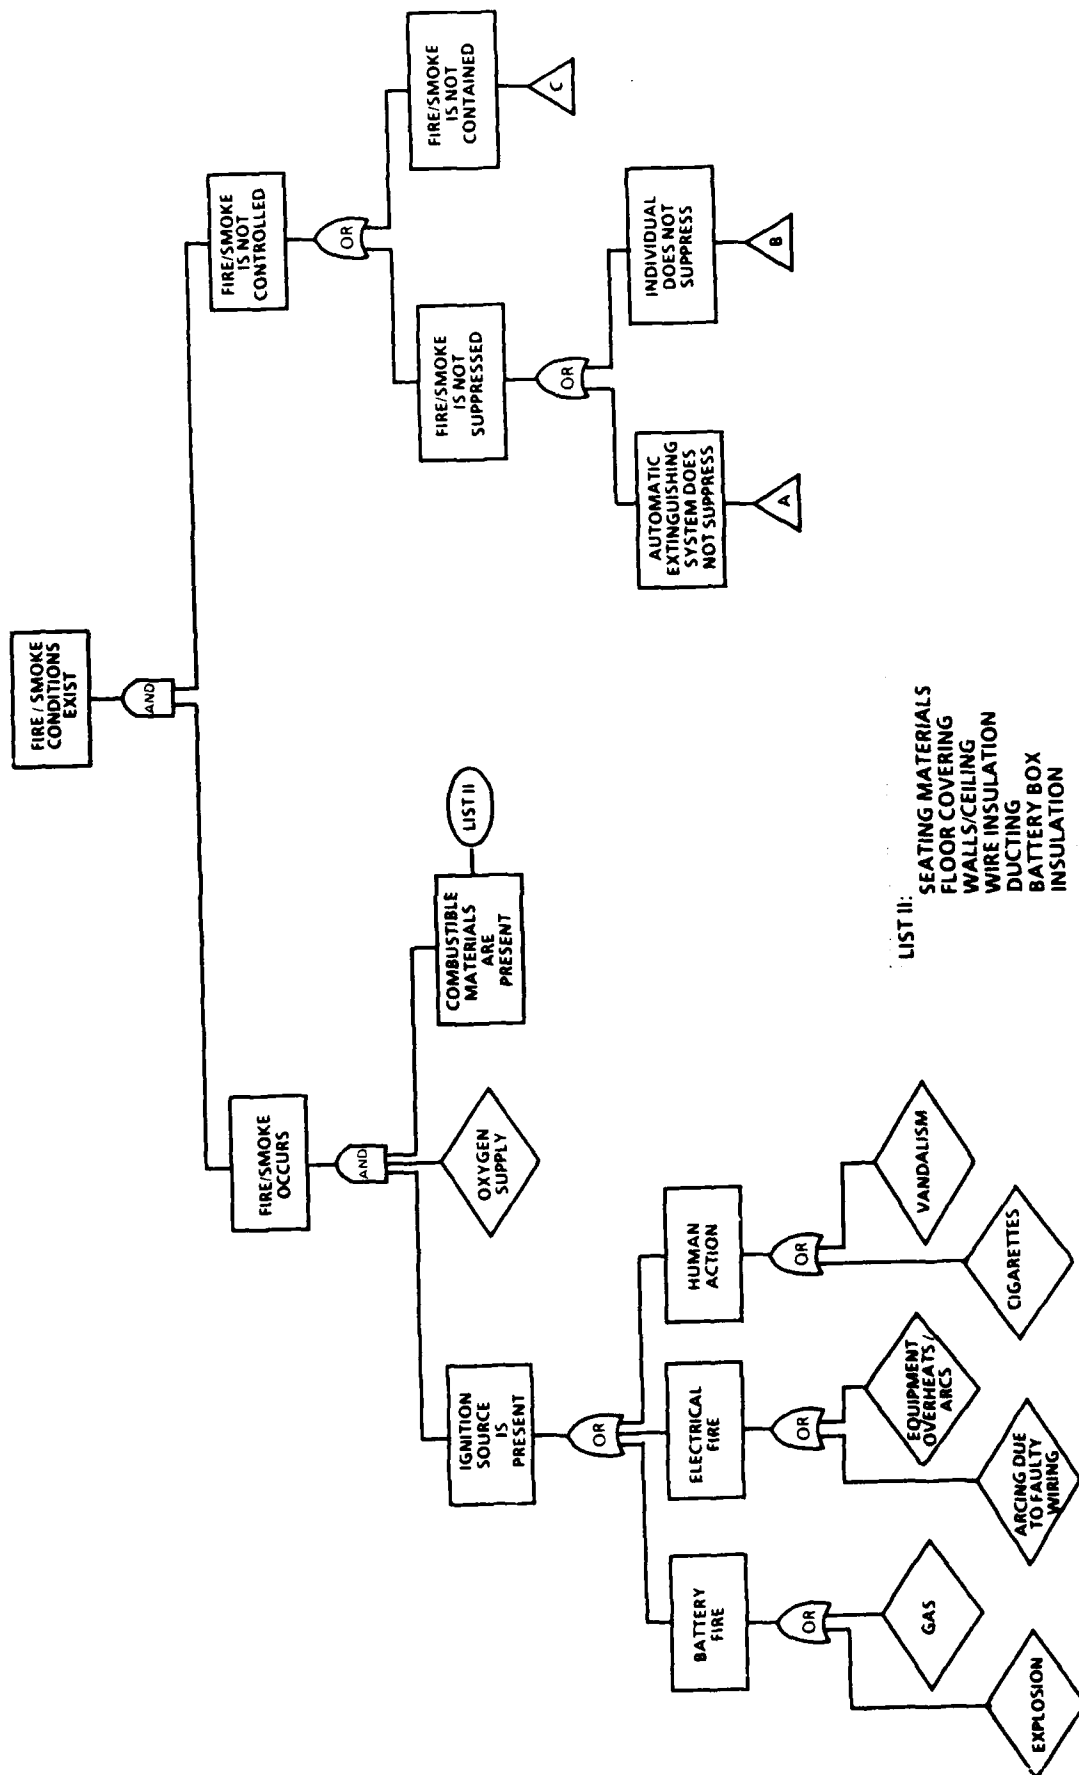 FIRE / SMOKE
CONDITIONS
EXIST
AND
FIRE/SMOKE
OCCURS
FIRE/SMOKE
IS NOT
CONTROLLED
AND
OR
IGNITION
SOURCE
IS
PRESENT
OXYGEN
SUPPLY
COMBUSTIBLE
MATERIALS
ARE
PRESENT
LIST II
FIRE/SMOKE
IS NOT
SUPPRESSED
FIRE/SMOKE
IS NOT
CONTAINED
OR
OR
C
BATTERY
FIRE
ELECTRICAL
FIRE
HUMAN
ACTION
AUTOMATIC
EXTINGUISHING
SYSTEM DOES
NOT SUPPRESS
INDIVIDUAL
DOES NOT
SUPPRESS
OR
OR
OR
A
B
EXPLOSION
GAS
ARCING DUE
TO FAULTY
WIRING
EQUIPMENT
OVERHEATS /
ARCS
CIGARETTES
VANDALISM
LIST II:
SEATING MATERIALS
FLOOR COVERING
WALLS/CEILING
WIRE INSULATION
DUCTING
BATTERY BOX
INSULATION